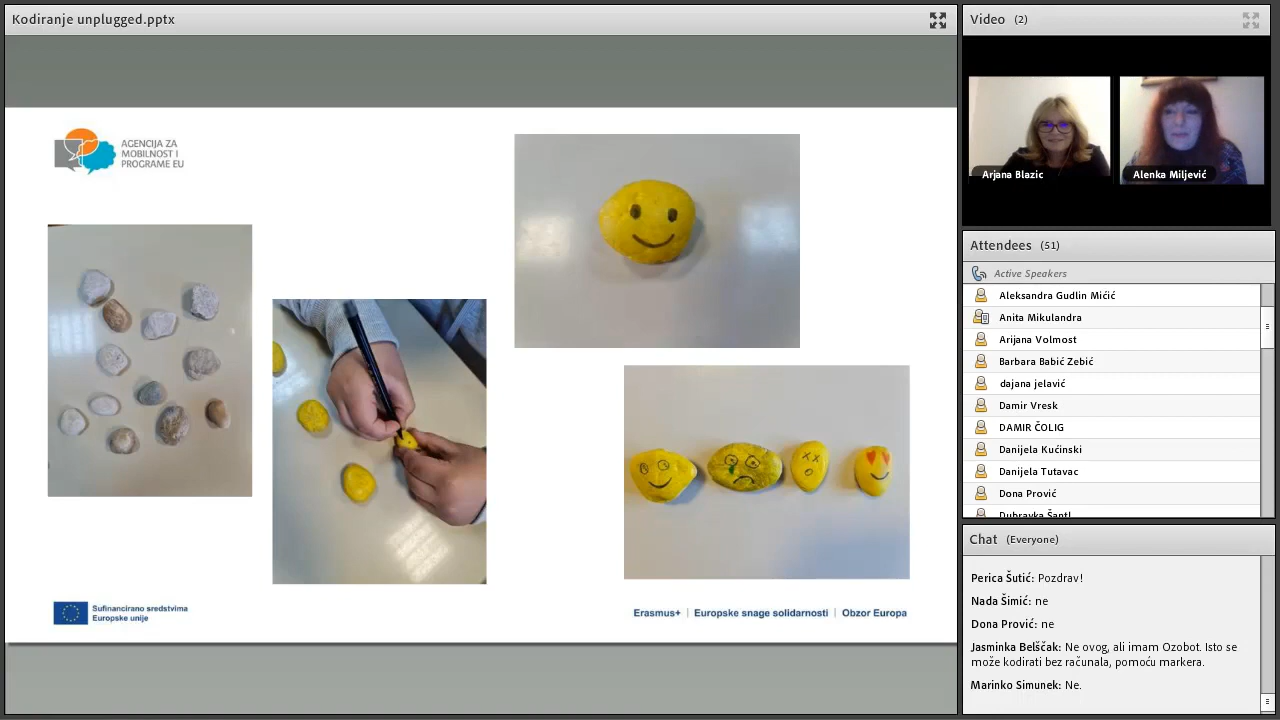 Kodiranje unplugged.pptx
AGENCIJA ZA
MOBILNOST I
PROGRAME EU
Sufinancirano sredstvima
Europske unije
Erasmus+ | Europske snage solidarnosti | Obzor Europa
Video (2)
Arjana Blazic
Alenka Miljević
Attendees (51)
Active Speakers
Aleksandra Gudlin Mićić
Anita Mikulandra
Arijana Volmost
Barbara Babić Zebić
dajana jelavić
Damir Vresk
DAMIR ČOLIG
Danijela Kućinski
Danijela Tutavac
Dona Prović
Dubravka Šantl
Chat (Everyone)
Perica Šutić: Pozdrav!
Nada Šimić: ne
Dona Prović: ne
Jasminka Belščak: Ne ovog, ali imam Ozobot. Isto se
može kodirati bez računala, pomoću markera.
Marinko Simunek: Ne.